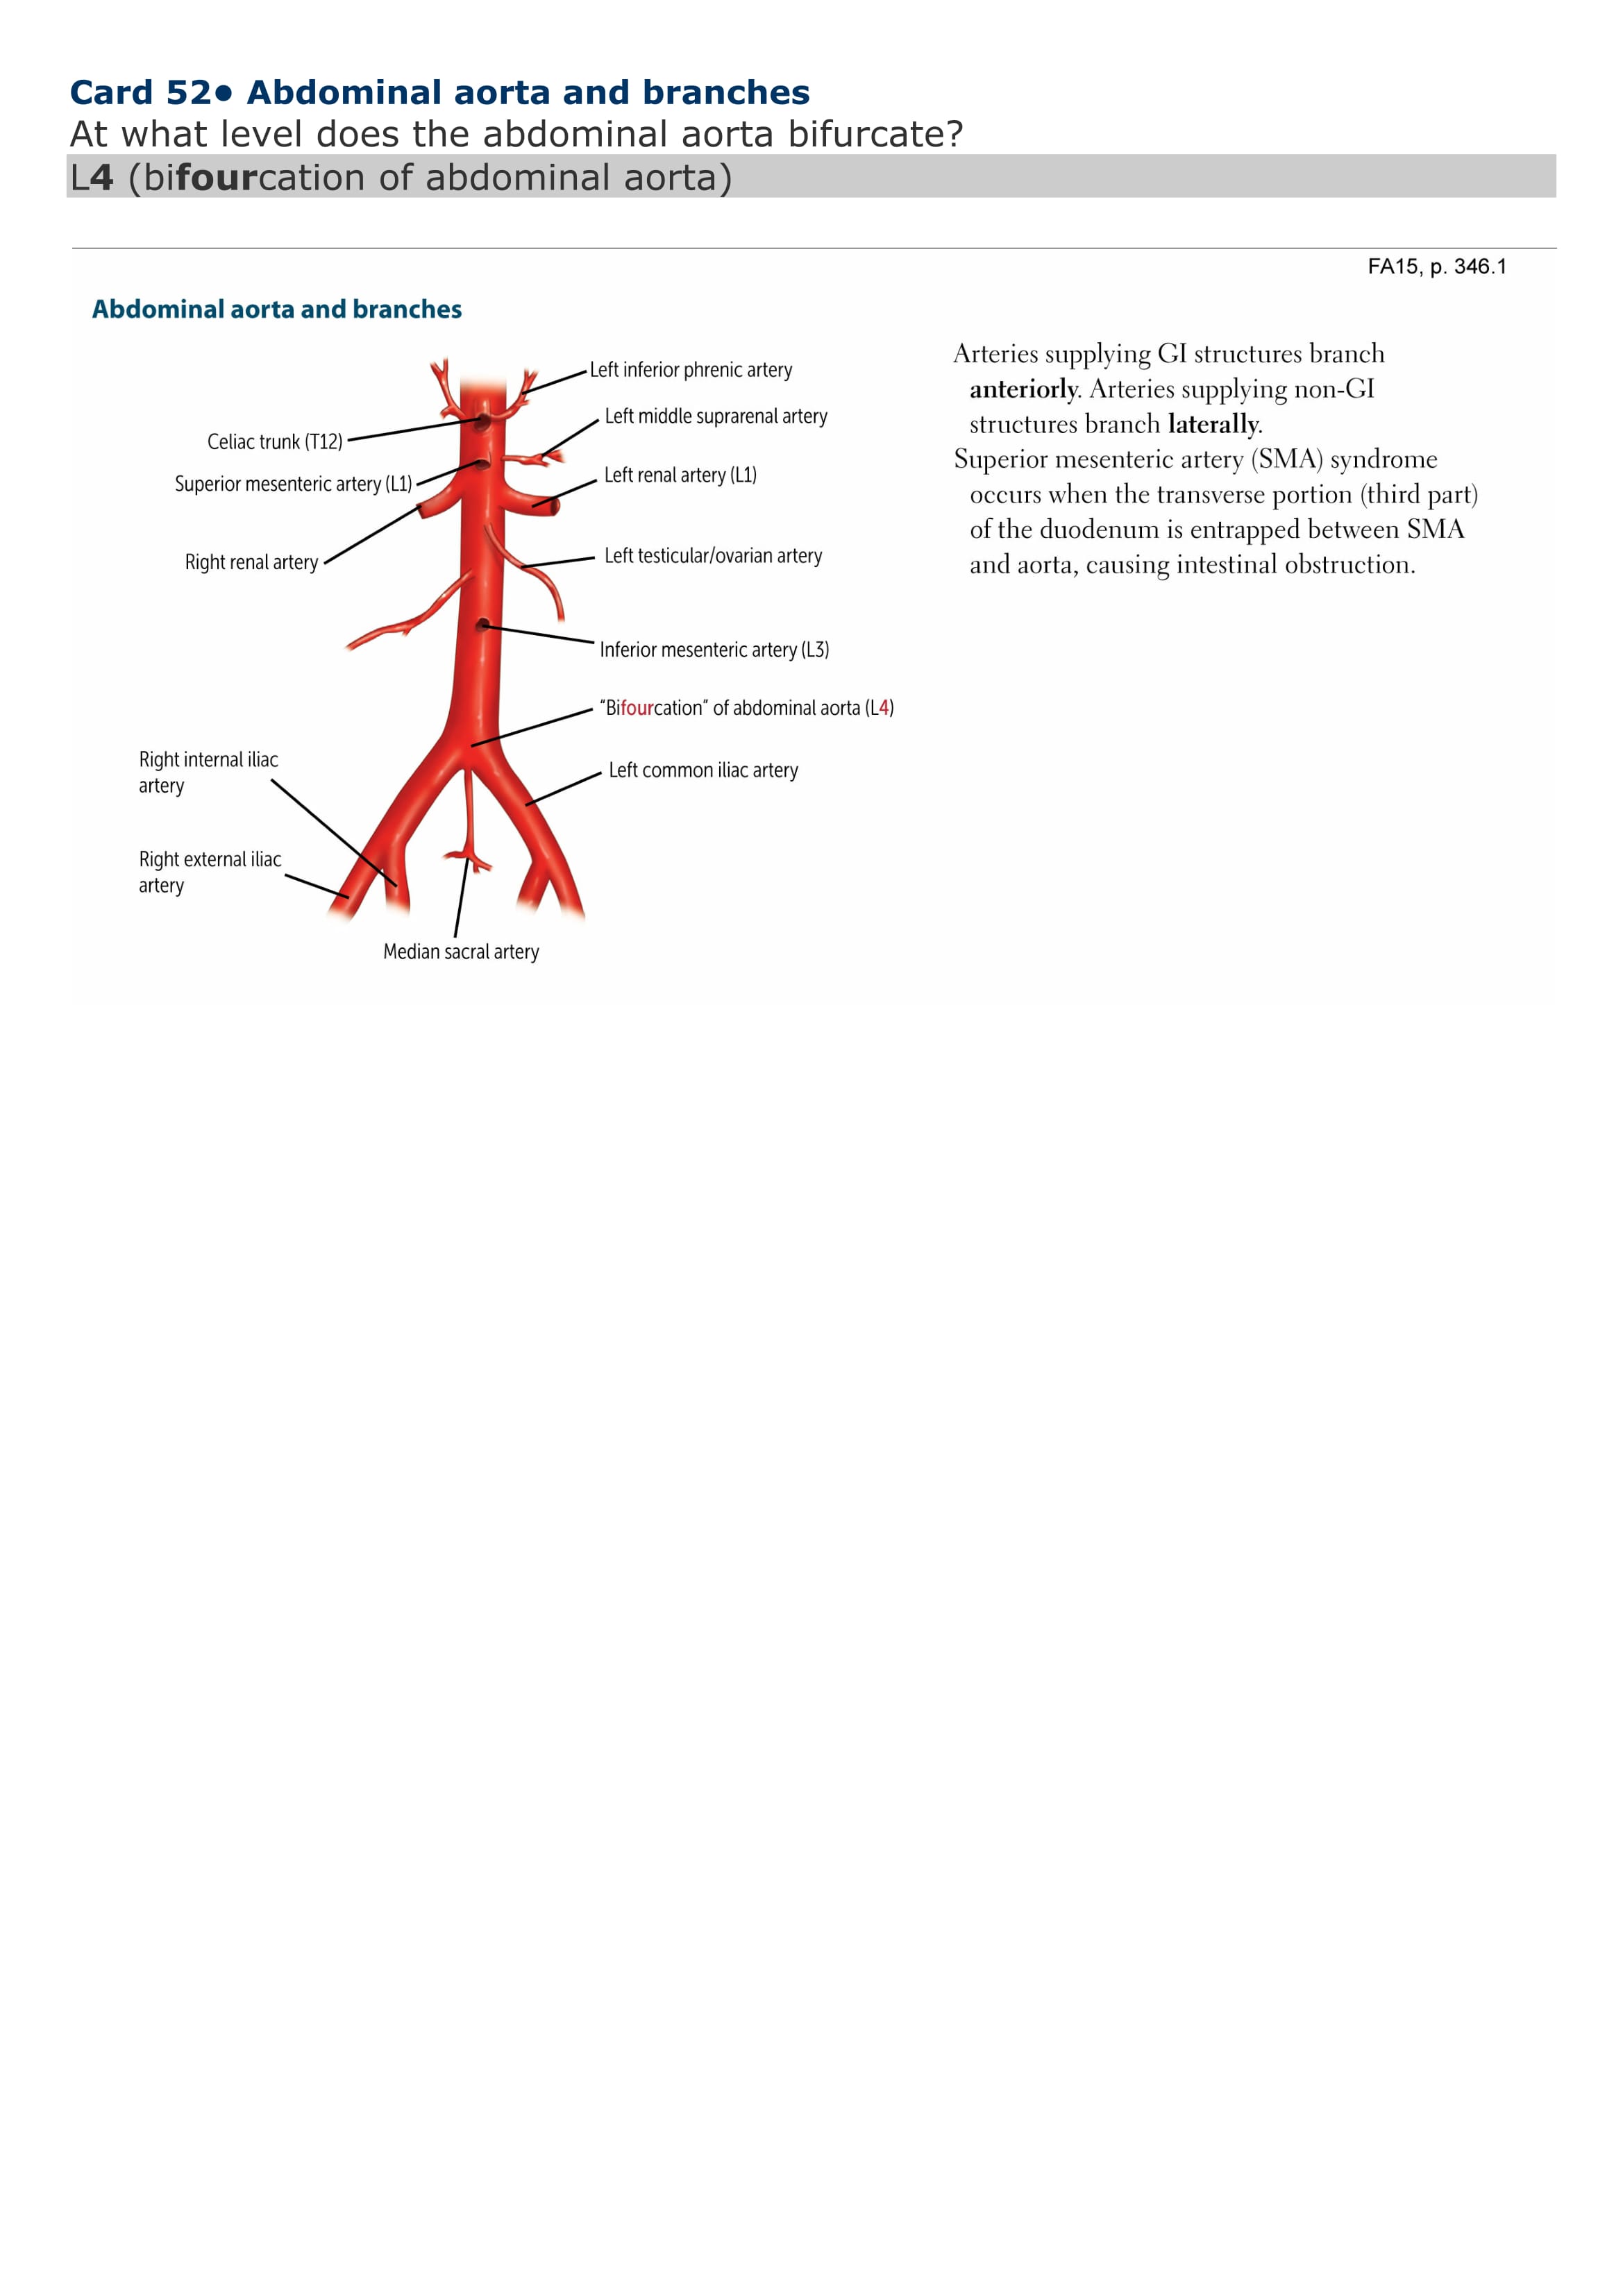 Card 52● Abdominal aorta and branches
At what level does the abdominal aorta bifurcate?
L4 (bifourcation of abdominal aorta)
FA15, p. 346.1
Abdominal aorta and branches
Left inferior phrenic artery
Left middle suprarenal artery
Celiac trunk (T12)
Superior mesenteric artery (L1)
Left renal artery (L1)
Right renal artery
Left testicular/ovarian artery
Inferior mesenteric artery (L3)
“Bifourcation” of abdominal aorta (L4)
Right internal iliac
artery
Left common iliac artery
Right external iliac
artery
Median sacral artery
Arteries supplying GI structures branch
anteriorly. Arteries supplying non-GI
structures branch laterally.
Superior mesenteric artery (SMA) syndrome
occurs when the transverse portion (third part)
of the duodenum is entrapped between SMA
and aorta, causing intestinal obstruction.